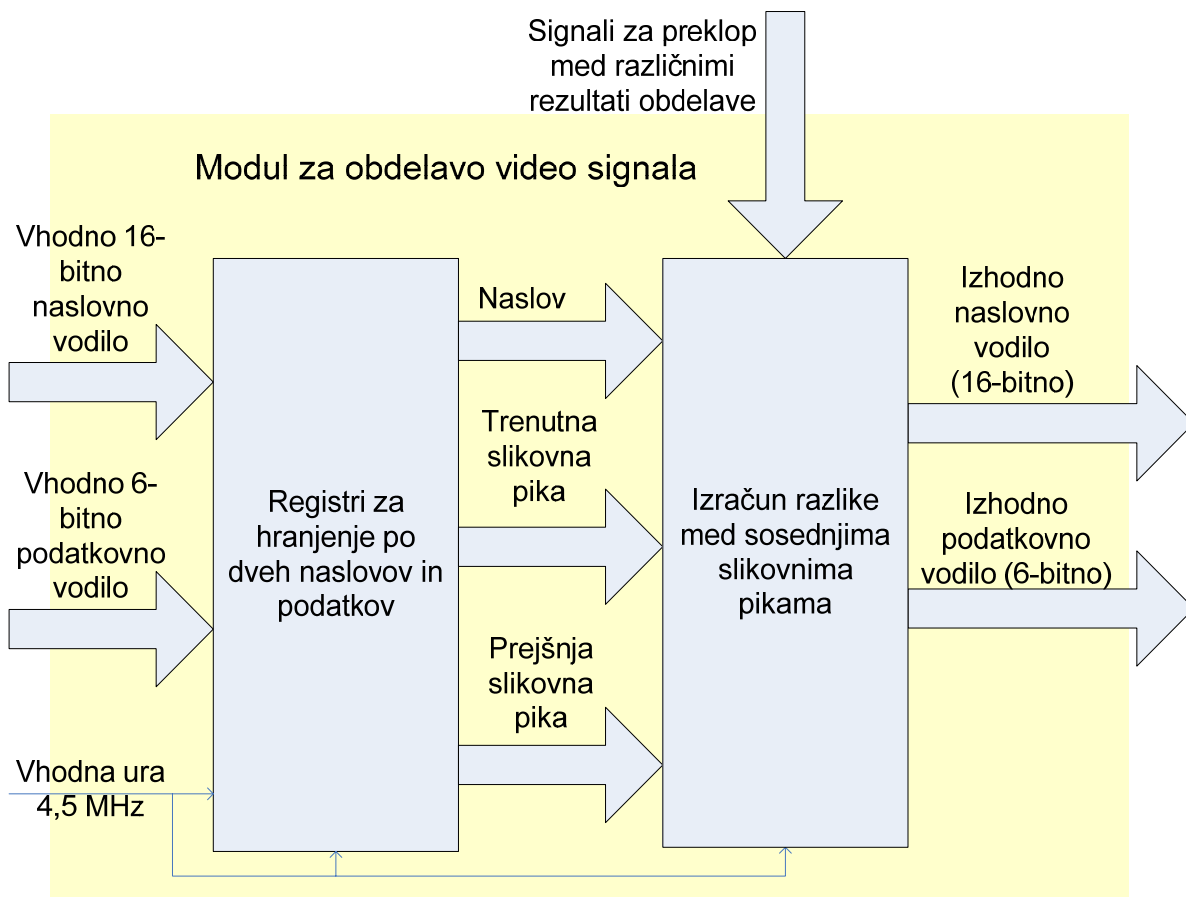 Signali za preklop
med različnimi
rezultati obdelave
Modul za obdelavo video signala
Vhodno 16-
bitno
naslovno
vodilo
Vhodno 6-
bitno
podatkovno
vodilo
Vhodna ura
4,5 MHz
Registri za
hranjenje po
dveh naslovov in
podatkov
Naslov
Trenutna
slikovna
pika
Prejšnja
slikovna
pika
Izračun razlike
med sosednjima
slikovnima
pikama
Izhodno
naslovno
vodilo
(16-bitno)
Izhodno
podatkovno
vodilo (6-bitno)